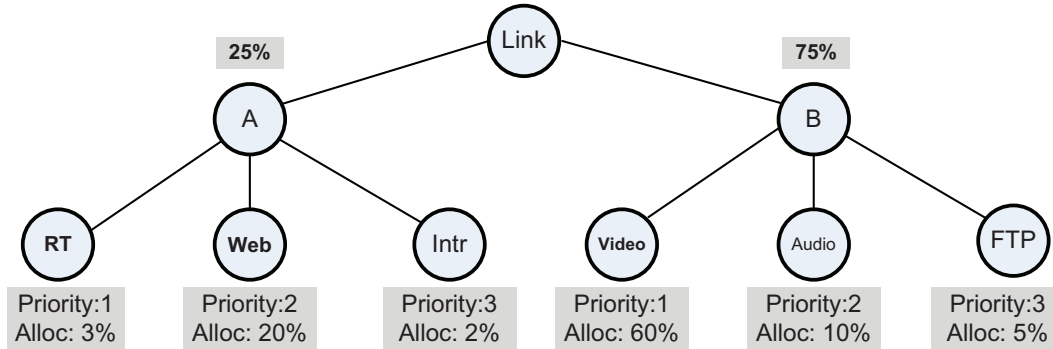 Link
25%
75%
A
B
RT
Web
Intr
Video
Audio
FTP
Priority:1
Alloc: 3%
Priority:2
Alloc: 20%
Priority:3
Alloc: 2%
Priority:1
Alloc: 60%
Priority:2
Alloc: 10%
Priority:3
Alloc: 5%